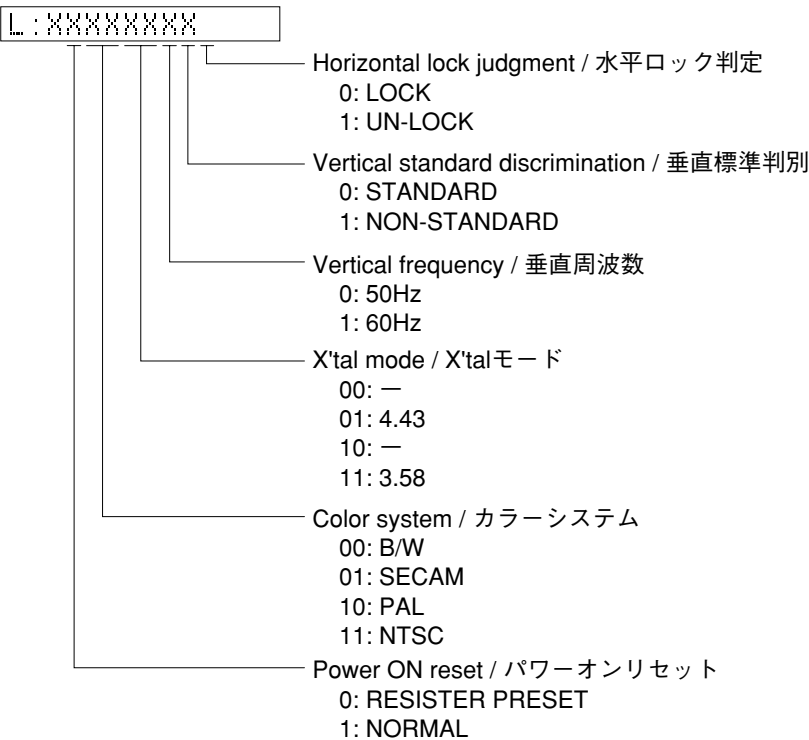 L:XXXXXXXX
Horizontal lock judgment / 水平ロック判定
0: LOCK
1: UN-LOCK
Vertical standard discrimination / 垂直標準判別
0: STANDARD
1: NON-STANDARD
Vertical frequency / 垂直周波数
0: 50Hz
1: 60Hz
X'tal mode / X'talモード
00: —
01: 4.43
10: —
11: 3.58
Color system / カラーシステム
00: B/W
01: SECAM
10: PAL
11: NTSC
Power ON reset / パワーオンリセット
0: RESISTER PRESET
1: NORMAL